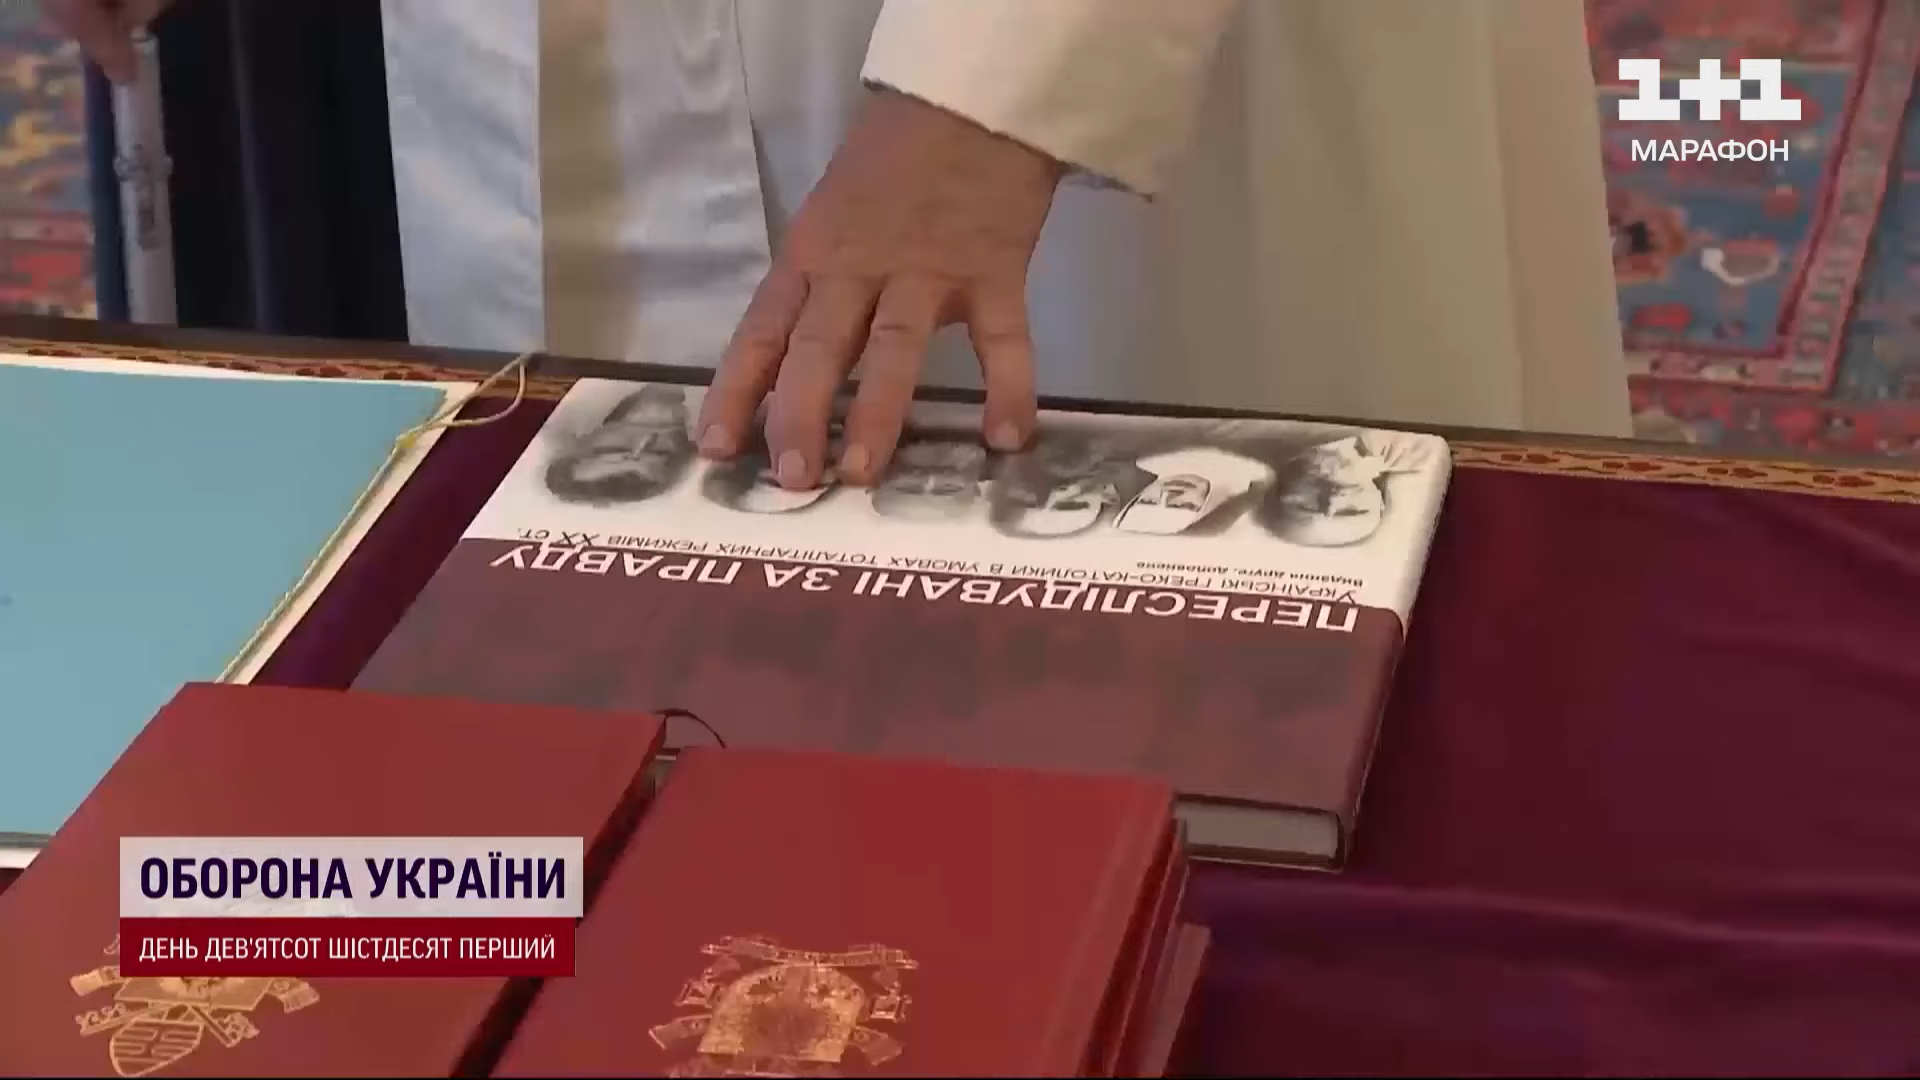 1+1
МАРАФОН
ПЕРЕСЛІДУВАНІ ЗА ПРАВДУ
УКРАЇНСЬКІ ГРЕКО-КАТОЛИКИ В УМОВАХ ТОТАЛІТАРНИХ РЕЖИМІВ ХХ СТ.
Видання друге, доповнене
ОБОРОНА УКРАЇНИ
ДЕНЬ ДЕВ'ЯТСОТ ШІСТДЕСЯТ ПЕРШИЙ